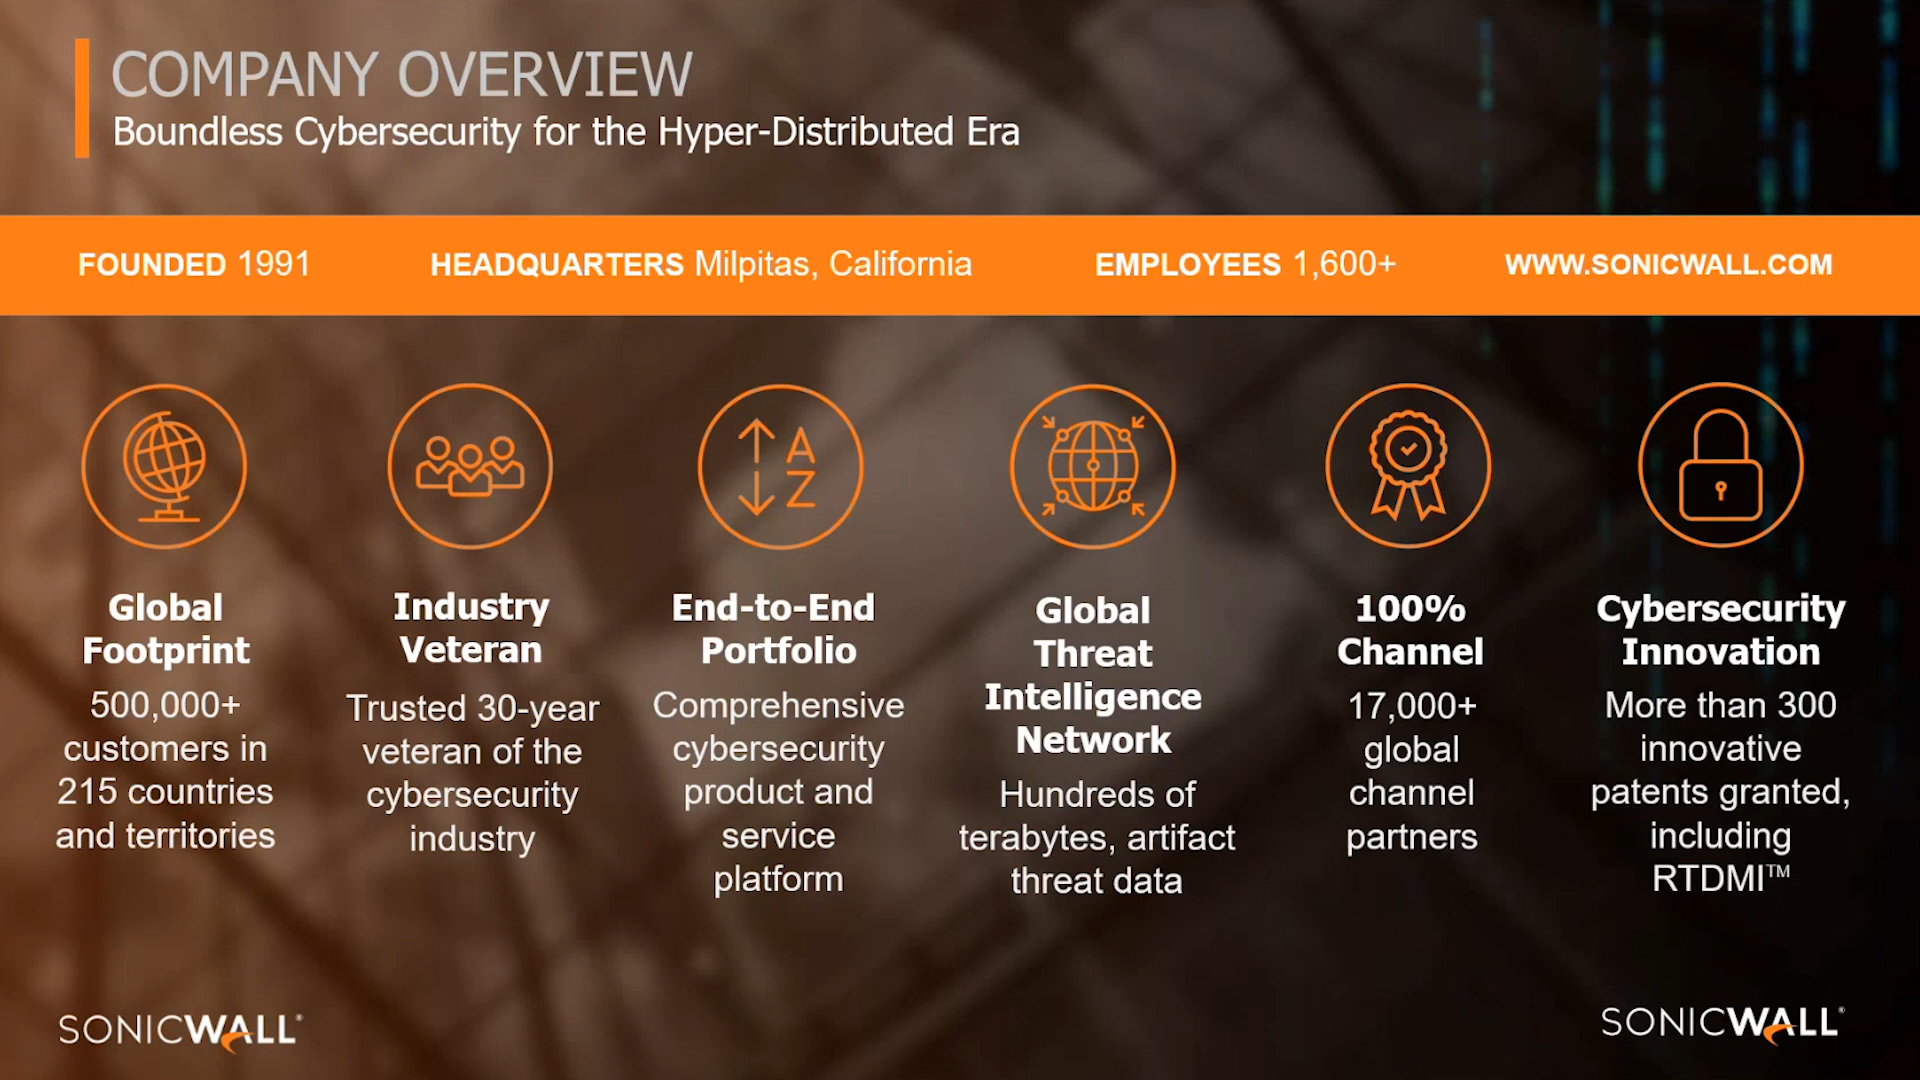 COMPANY OVERVIEW
Boundless Cybersecurity for the Hyper-Distributed Era
FOUNDED 1991
HEADQUARTERS Milpitas, California
EMPLOYEES 1,600+
WWW.SONICWALL.COM
A
Z
Global
Footprint
500,000+
customers in
215 countries
and territories
Industry
Veteran
Trusted 30-year
veteran of the
cybersecurity
industry
End-to-End
Portfolio
Comprehensive
cybersecurity
product and
service
platform
Global
Threat
Intelligence
Network
Hundreds of
terabytes, artifact
threat data
100%
Channel
17,000+
global
channel
partners
Cybersecurity
Innovation
More than 300
innovative
patents granted,
including
RTDMI™
SONICWALL®
SONICWALL®